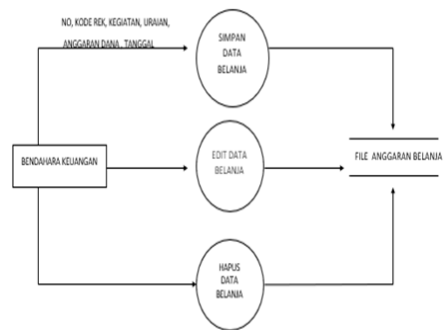 NO, KODE REK, KEGIATAN, URAIAN,
ANGGARAN DANA , TANGGAL
SIMPAN
DATA
BELANJA
BENDAHARA KEUANGAN
EDIT DATA
BELANJA
FILE ANGGARAN BELANJA
HAPUS
DATA
BELANJA